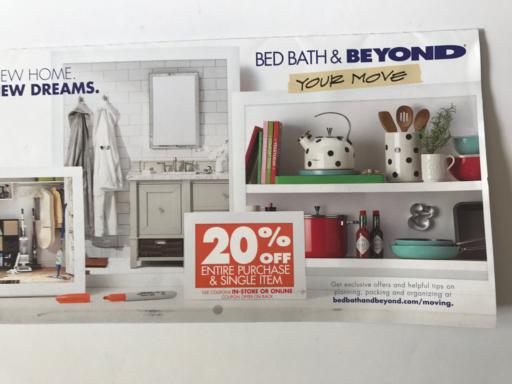 EW HOME.
EW DREAMS.
BED BATH & BEYOND
YOUR MOVE
20% OFF
ENTIRE PURCHASE
& SINGLE ITEM
SEE COUPONS IN-STORE OR ONLINE
COUPON OFFER ON BACK
Get exclusive offers and helpful tips on
planning, packing and organizing at
bedbathandbeyond.com/moving.